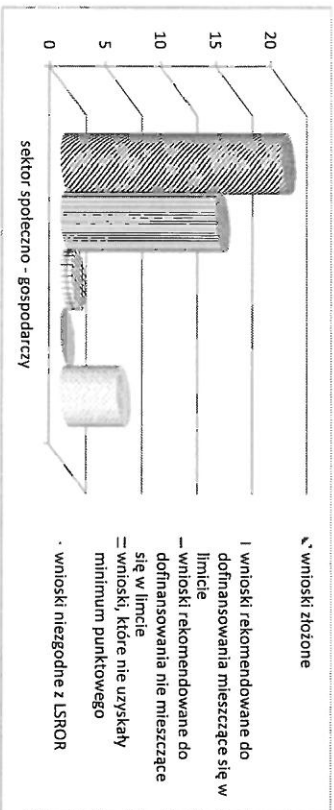 20
15
10
5
0
sektor społeczno - gospodarczy
wnioski złożone
wnioski rekomendowane do
dofinansowania mieszczące się w
limicie
wnioski rekomendowane do
dofinansowania nie mieszczące
się w limcie
wnioski, które nie uzyskały
minimum punktowego
wnioski niezgodne z LSROR